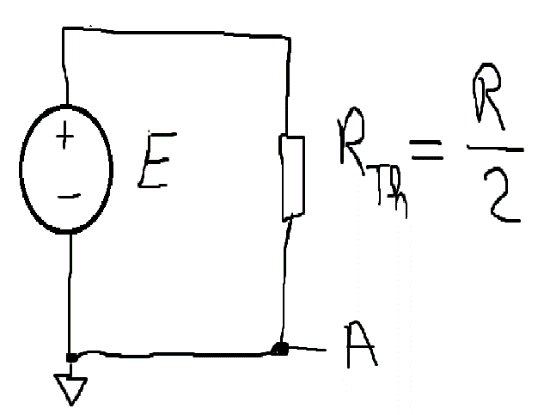 +
E
−
R_Th = R/2
A